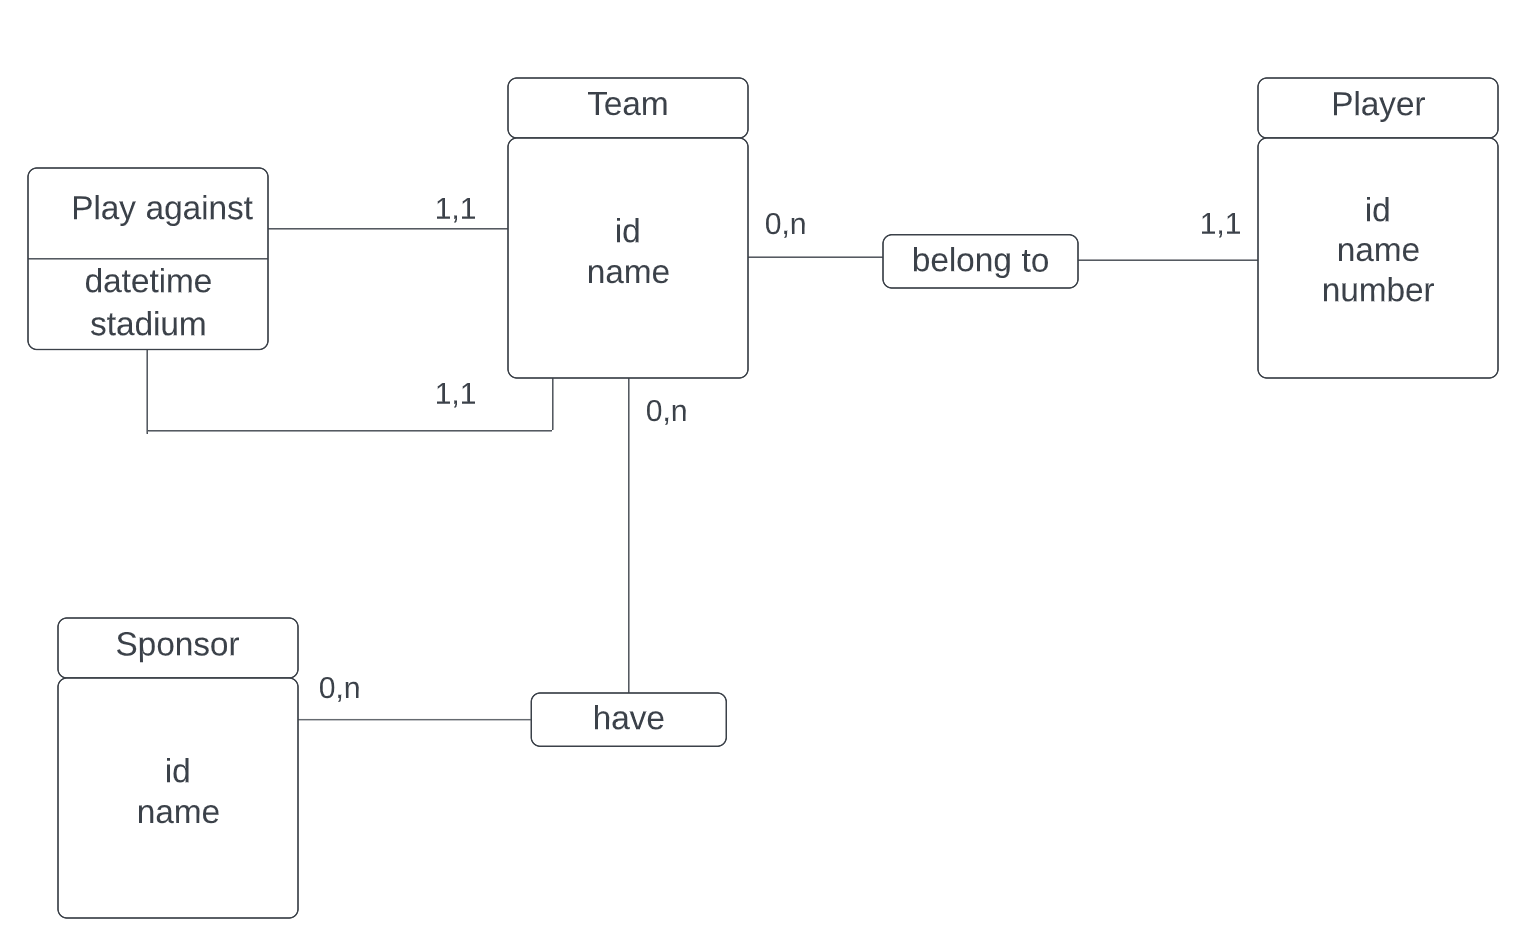 Team
Player
Play against
1,1
id
name
datetime
stadium
0,n
belong to
1,1
id
name
number
1,1
0,n
Sponsor
0,n
have
id
name